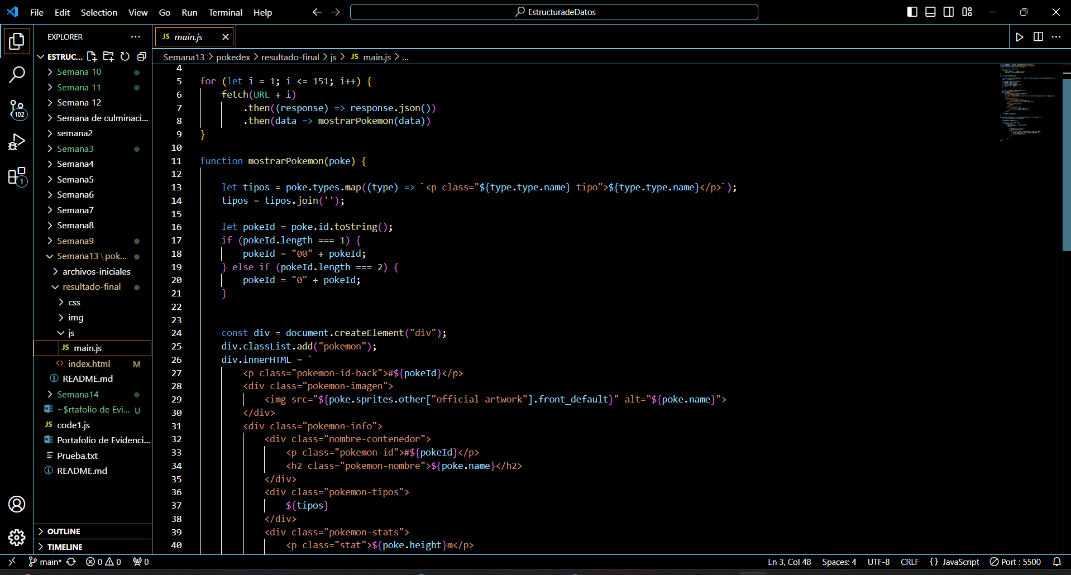 File Edit Selection View Go Run Terminal Help
EstructuradeDatos
EXPLORER
ESTRUC...
Semana 10
Semana 11
Semana 12
Semana de culminaci...
semana2
Semana3
Semana4
Semana5
Semana6
Semana7
Semana8
Semana9
Semana13 \ pok...
archivos-iniciales
resultado-final
css
img
js
JS main.js
<> index.html M
README.md
Semana14
~$rtafolio de Evi... U
JS code1.js
Portafolio de Evidenci...
Prueba.txt
README.md
OUTLINE
TIMELINE
102
1
JS main.js
Semana13 > pokedex > resultado-final > js > JS main.js > ...
4
5 for (let i = 1; i <= 151; i++) {
6 fetch(URL + i)
7 .then((response) => response.json())
8 .then(data => mostrarPokemon(data))
9 }
10
11 function mostrarPokemon(poke) {
12
13 let tipos = poke.types.map((type) => `<p class="${type.type.name} tipo">${type.type.name}</p>`);
14 tipos = tipos.join('');
15
16 let pokeId = poke.id.toString();
17 if (pokeId.length === 1) {
18 pokeId = "00" + pokeId;
19 } else if (pokeId.length === 2) {
20 pokeId = "0" + pokeId;
21 }
22
23
24 const div = document.createElement("div");
25 div.classList.add("pokemon");
26 div.innerHTML = `
27 <p class="pokemon-id-back">#${pokeId}</p>
28 <div class="pokemon-imagen">
29 <img src="${poke.sprites.other["official-artwork"].front_default}" alt="${poke.name}">
30 </div>
31 <div class="pokemon-info">
32 <div class="nombre-contenedor">
33 <p class="pokemon-id">#${pokeId}</p>
34 <h2 class="pokemon-nombre">${poke.name}</h2>
35 </div>
36 <div class="pokemon-tipos">
37 ${tipos}
38 </div>
39 <div class="pokemon-stats">
40 <p class="stat">${poke.height}m</p>
main* 0 0 0 Ln 3, Col 48 Spaces: 4 UTF-8 CRLF {} JavaScript Port : 5500